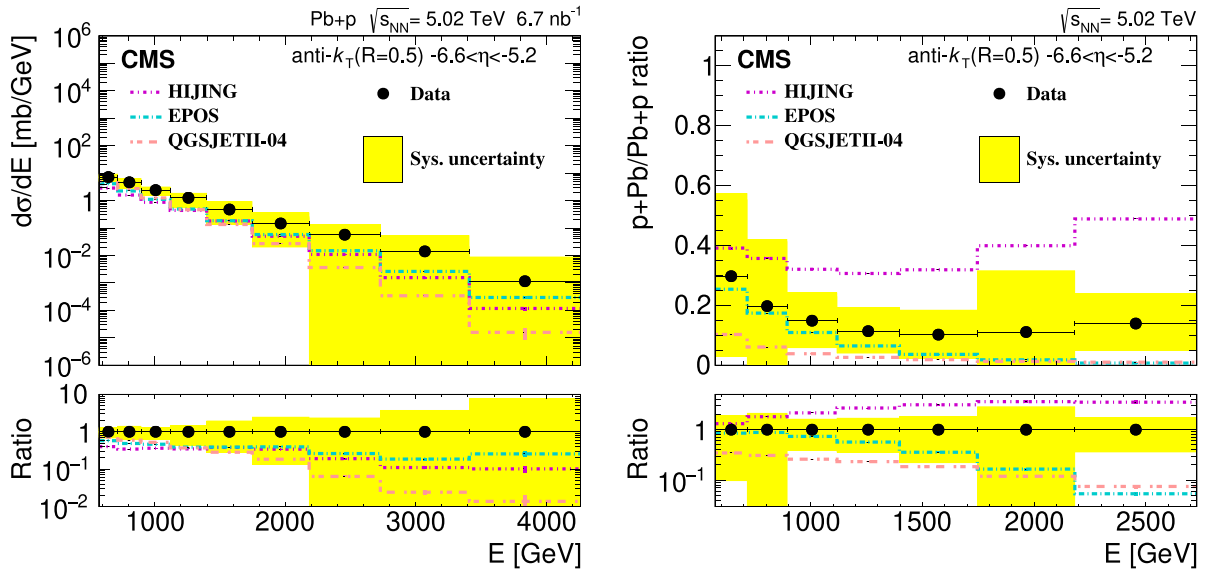 Pb+p √s_NN = 5.02 TeV 6.7 nb⁻¹
CMS
anti-k_T(R=0.5) -6.6<η<-5.2
HIJING
EPOS
QGSJETII-04
Data
Sys. uncertainty
dσ/dE [mb/GeV]
10⁶
10⁴
10²
1
10⁻²
10⁻⁴
10⁻⁶
Ratio
10
1
10⁻¹
10⁻²
1000 2000 3000 4000
E [GeV]
√s_NN = 5.02 TeV
CMS
anti-k_T(R=0.5) -6.6<η<-5.2
HIJING
EPOS
QGSJETII-04
Data
Sys. uncertainty
p+Pb/Pb+p ratio
1
0.8
0.6
0.4
0.2
0
Ratio
1
10⁻¹
1000 1500 2000 2500
E [GeV]